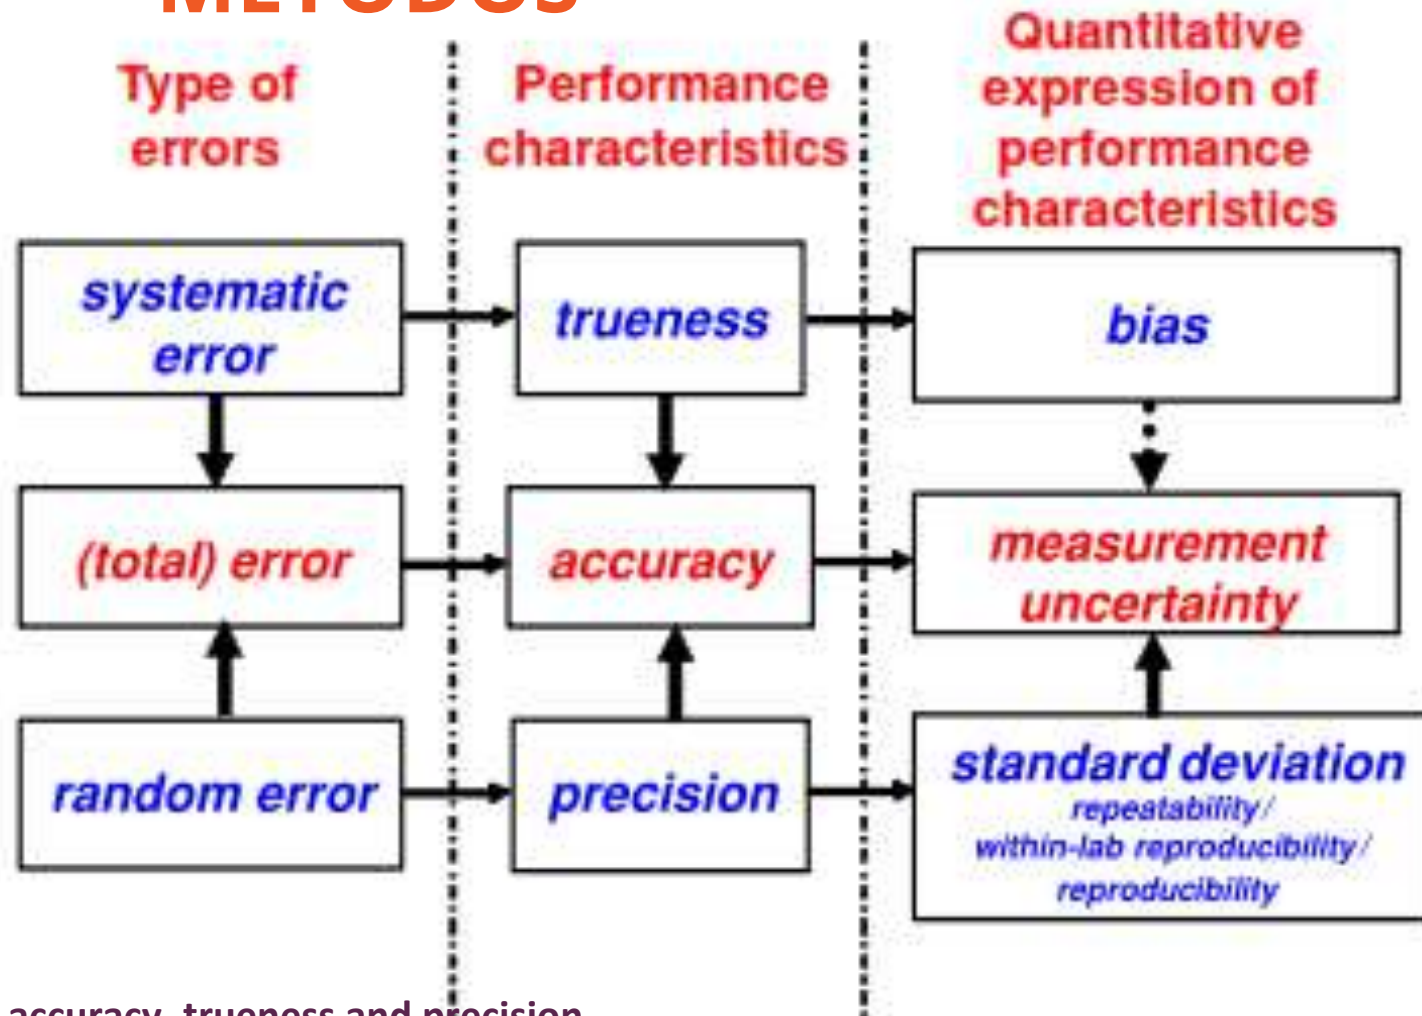 METODOS
Type of
errors
Performance
characteristics
Quantitative
expression of
performance
characteristics
systematic
error
trueness
bias
(total) error
accuracy
measurement
uncertainty
random error
precision
standard deviation
repeatability/
within-lab reproducibility/
reproducibility
accuracy, trueness and precision